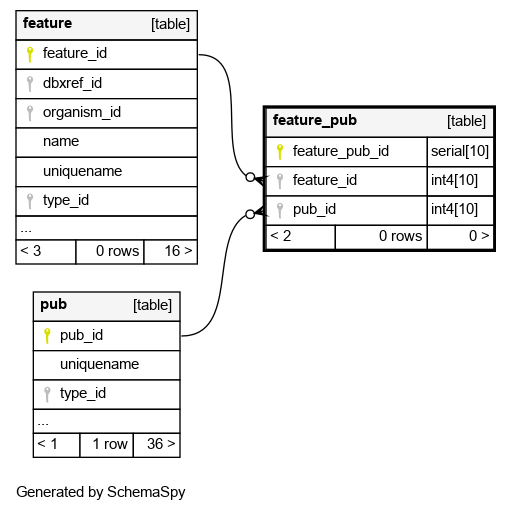 feature [table]
feature_id
dbxref_id
organism_id
name
uniquename
type_id
...
< 3 0 rows 16 >
feature_pub [table]
feature_pub_id serial[10]
feature_id int4[10]
pub_id int4[10]
< 2 0 rows 0 >
pub [table]
pub_id
uniquename
type_id
...
< 1 1 row 36 >
Generated by SchemaSpy